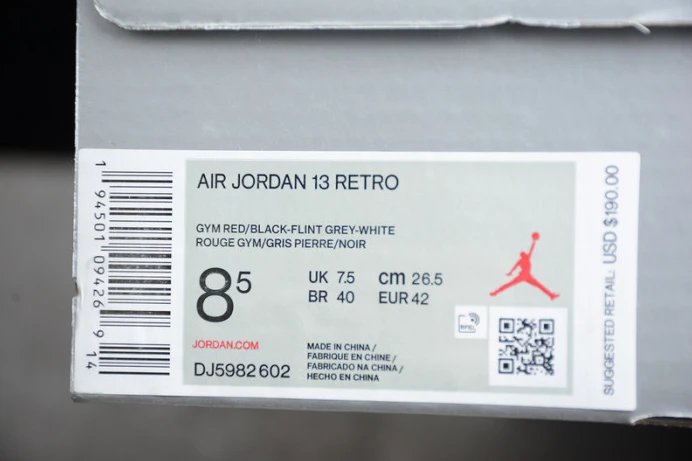 AIR JORDAN 13 RETRO
GYM RED/BLACK-FLINT GREY-WHITE
ROUGE GYM/GRIS PIERRE/NOIR
8 5
UK 7.5 cm 26.5
BR 40 EUR 42
JORDAN.COM
DJ5982 602
MADE IN CHINA /
FABRIQUE EN CHINE /
FABRICADO NA CHINA /
HECHO EN CHINA
RFID
1 94501 09426 9 14
SUGGESTED RETAIL: USD $190.00